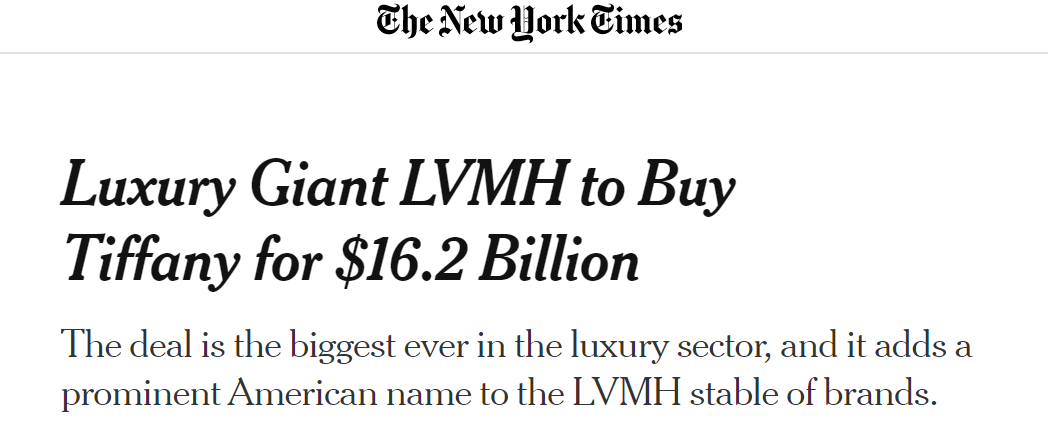 The New York Times
Luxury Giant LVMH to Buy
Tiffany for $16.2 Billion
The deal is the biggest ever in the luxury sector, and it adds a
prominent American name to the LVMH stable of brands.